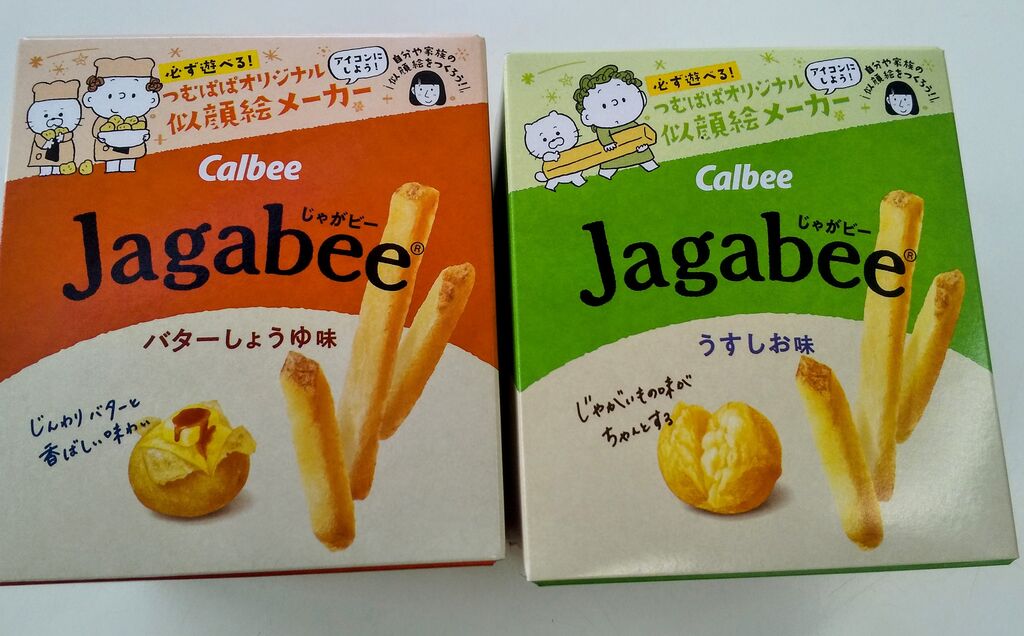 必ず遊べる!
つむぱぱオリジナル
似顔絵メーカー
アイコンに
しよう!
自分や家族の
似顔絵をつくろう!
Calbee
じゃがビー
Jagabee®
バターしょうゆ味
じんわりバターと
香ばしい味わい
必ず遊べる!
つむぱぱオリジナル
似顔絵メーカー
アイコンに
しよう!
自分や家族の
似顔絵をつくろう!!
Calbee
じゃがビー
Jagabee®
うすしお味
じゃがいもの味が
ちゃんとする